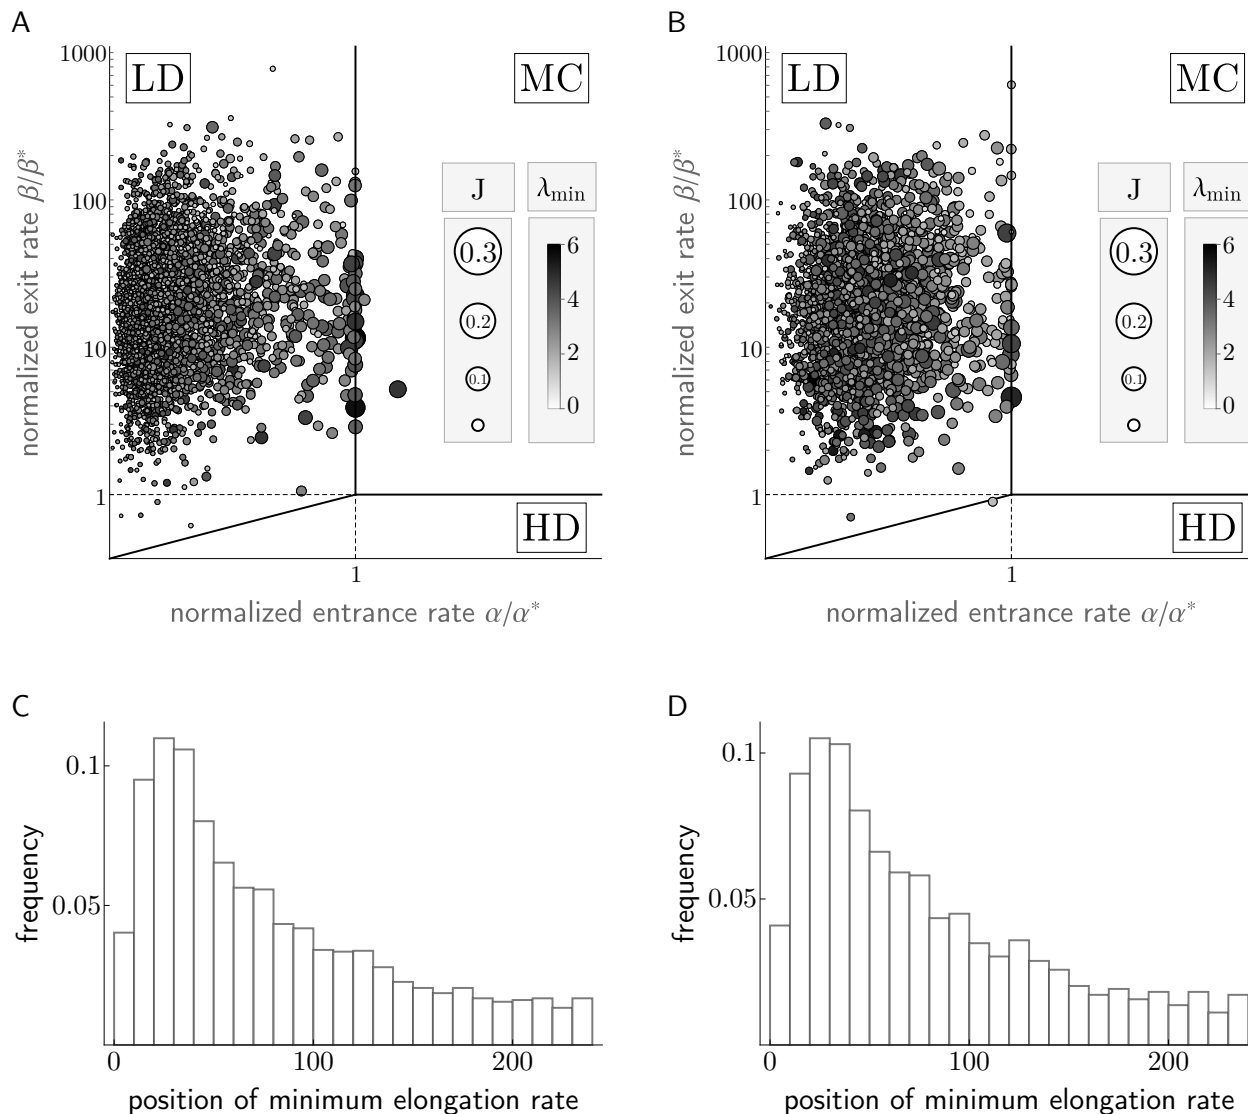 A
1000
100
10
1
normalized exit rate β/β*
LD
MC
HD
J
λmin
0.3
0.2
0.1
6
4
2
0
1
normalized entrance rate α/α*
B
1000
100
10
1
normalized exit rate β/β*
LD
MC
HD
J
λmin
0.3
0.2
0.1
6
4
2
0
1
normalized entrance rate α/α*
C
0.1
0.05
frequency
0
100
200
position of minimum elongation rate
D
0.1
0.05
frequency
0
100
200
position of minimum elongation rate